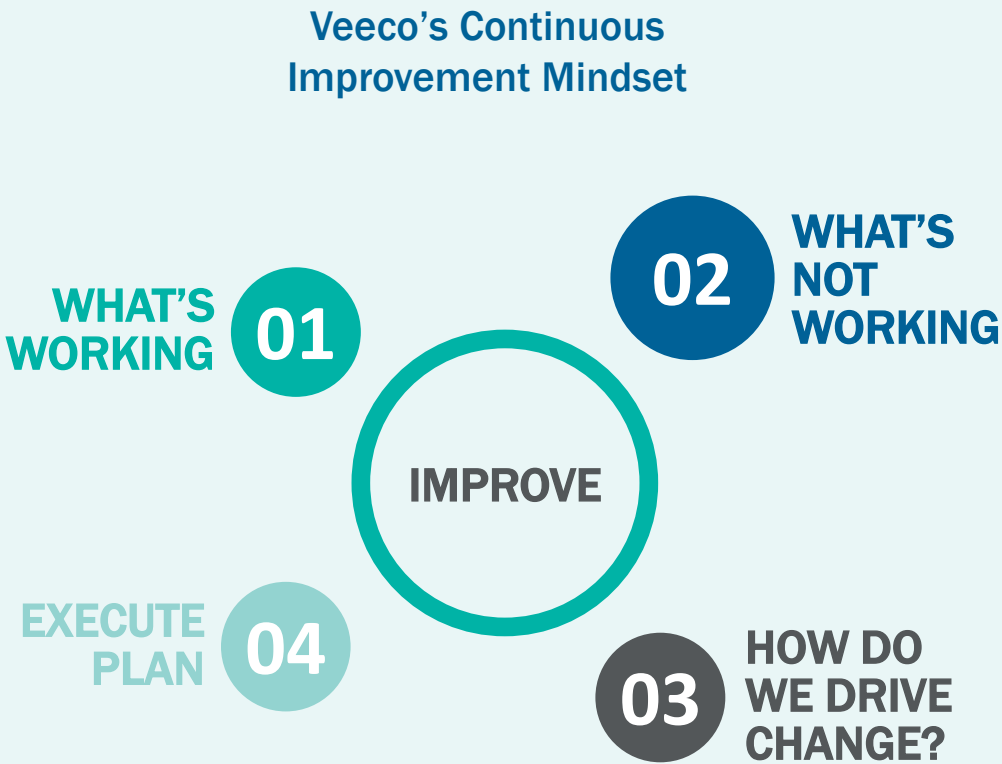 Veeco’s Continuous
Improvement Mindset
WHAT’S
WORKING
01
02
WHAT’S
NOT
WORKING
IMPROVE
03
HOW DO
WE DRIVE
CHANGE?
EXECUTE
PLAN
04